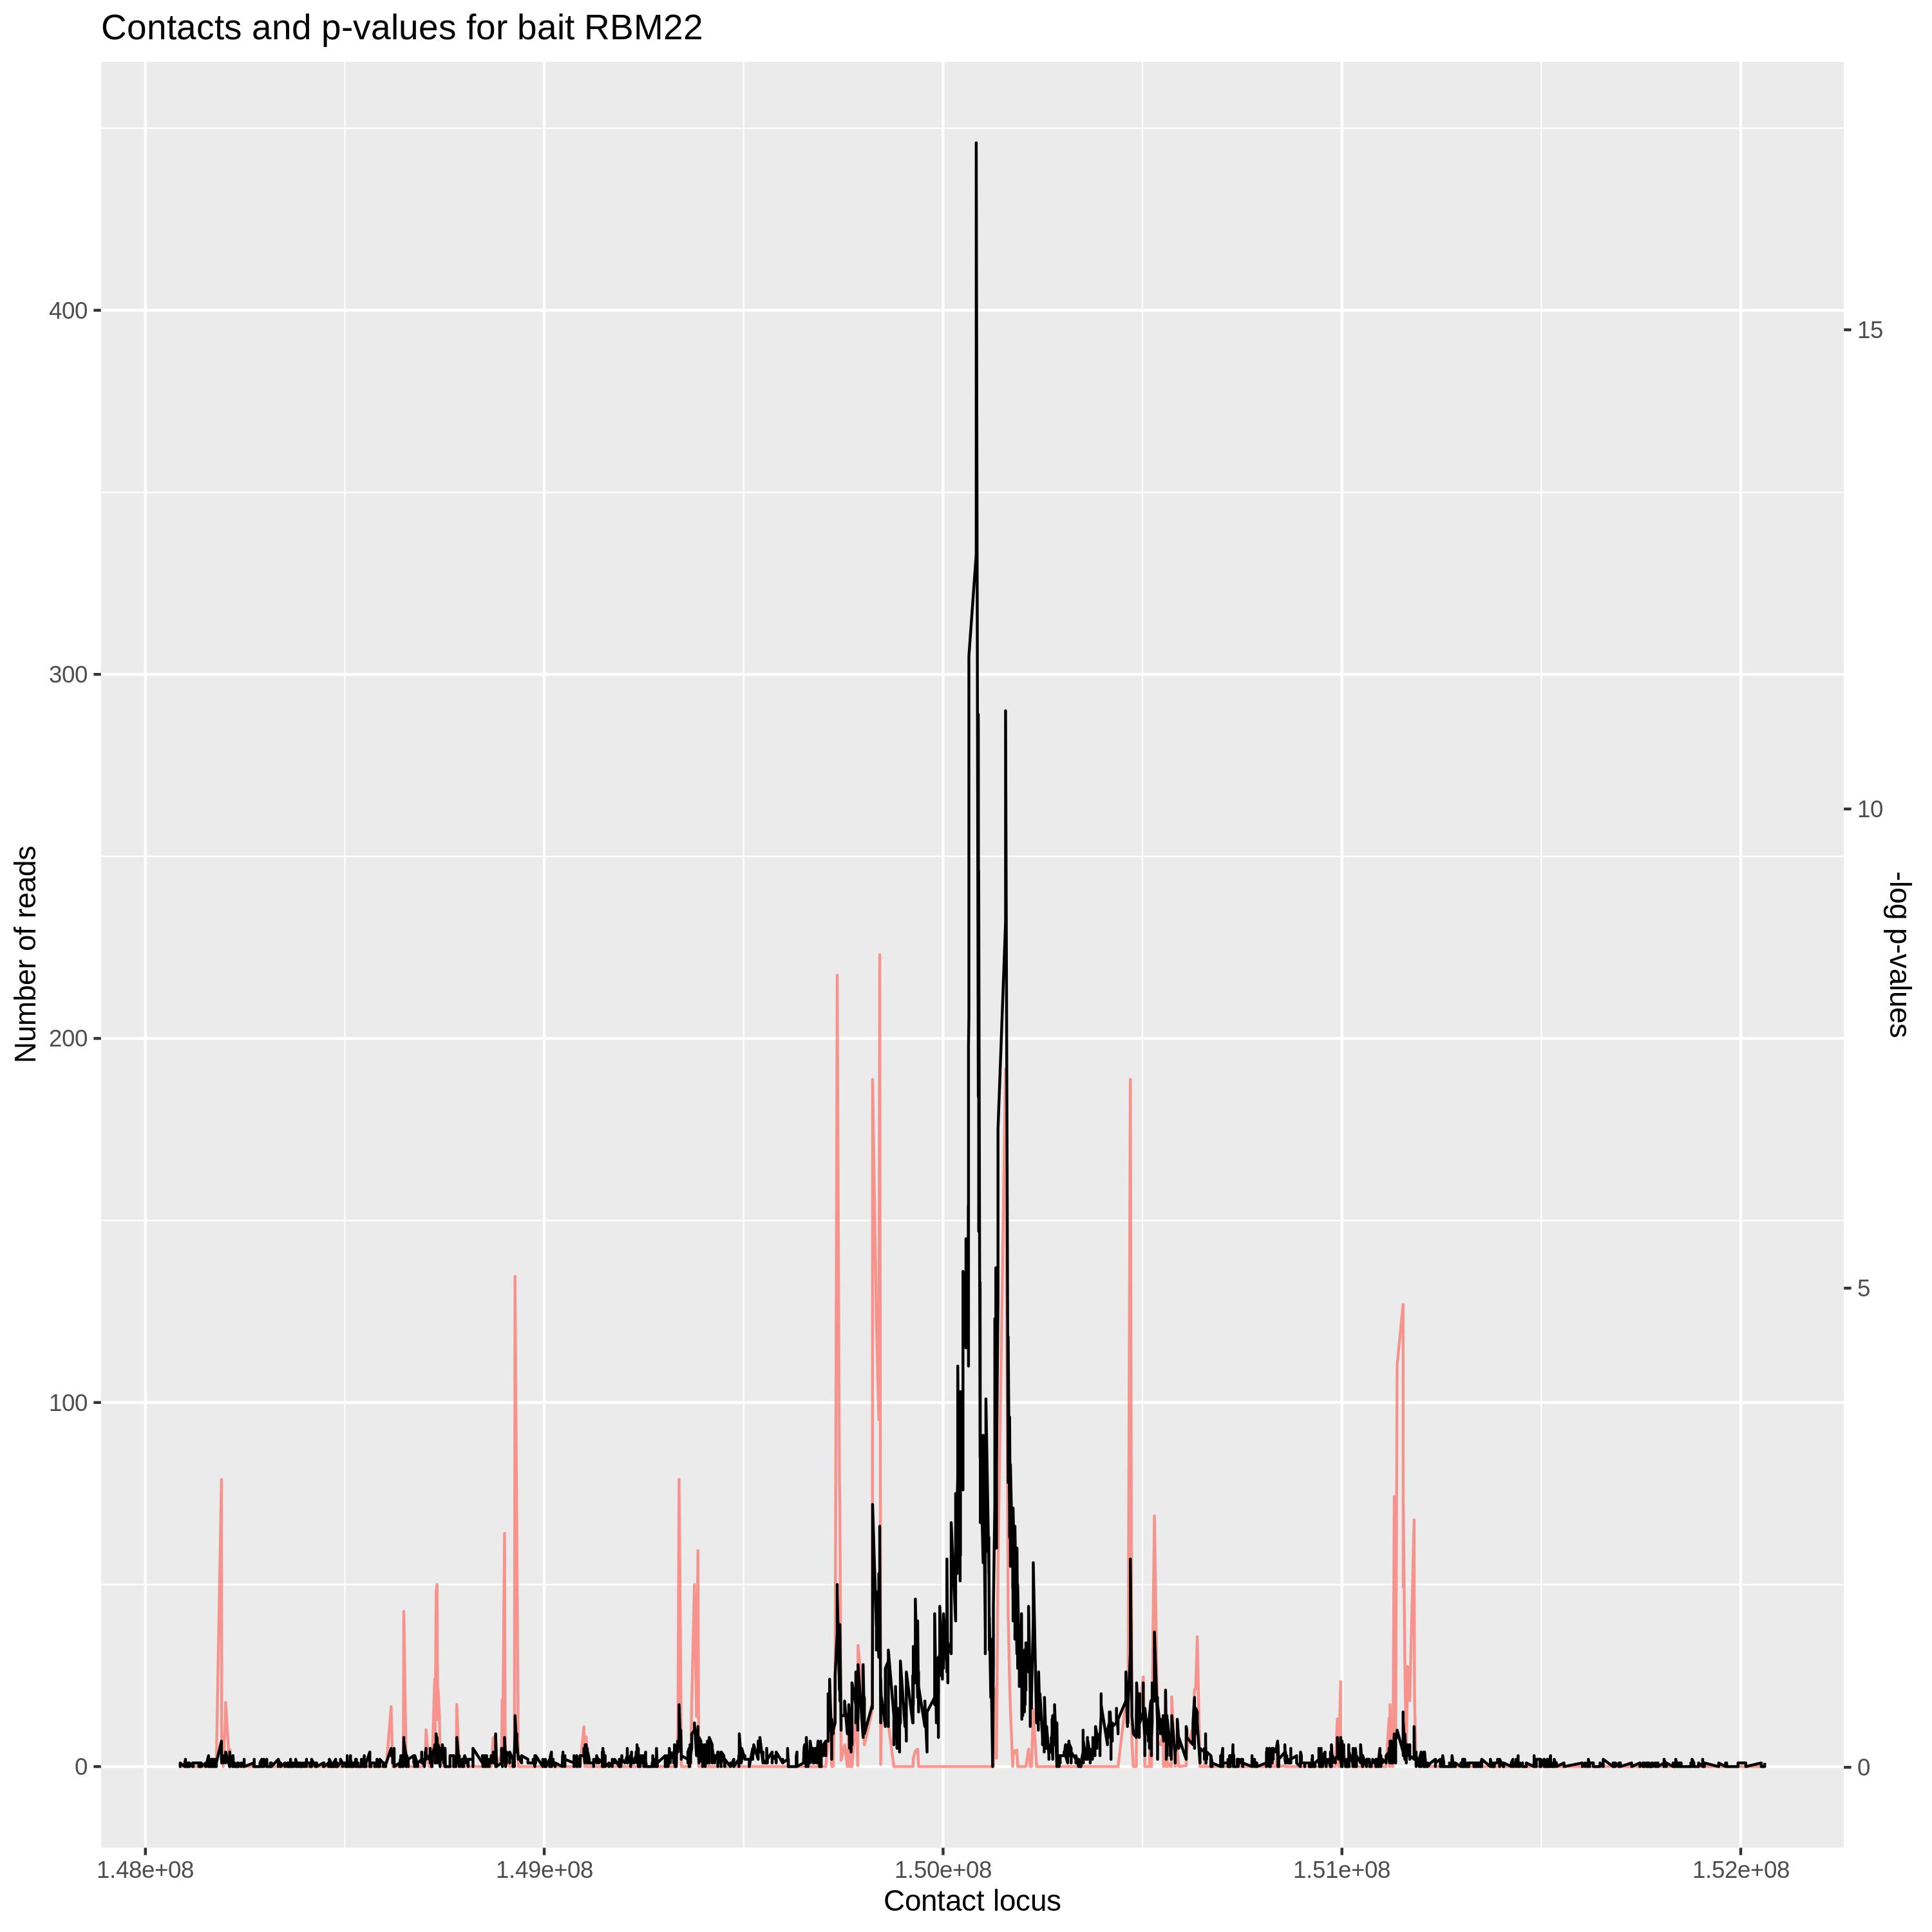 Contacts and p-values for bait RBM22
400
300
200
100
0
15
10
5
0
Number of reads
-log p-values
1.48e+08 1.49e+08 1.50e+08 1.51e+08 1.52e+08
Contact locus